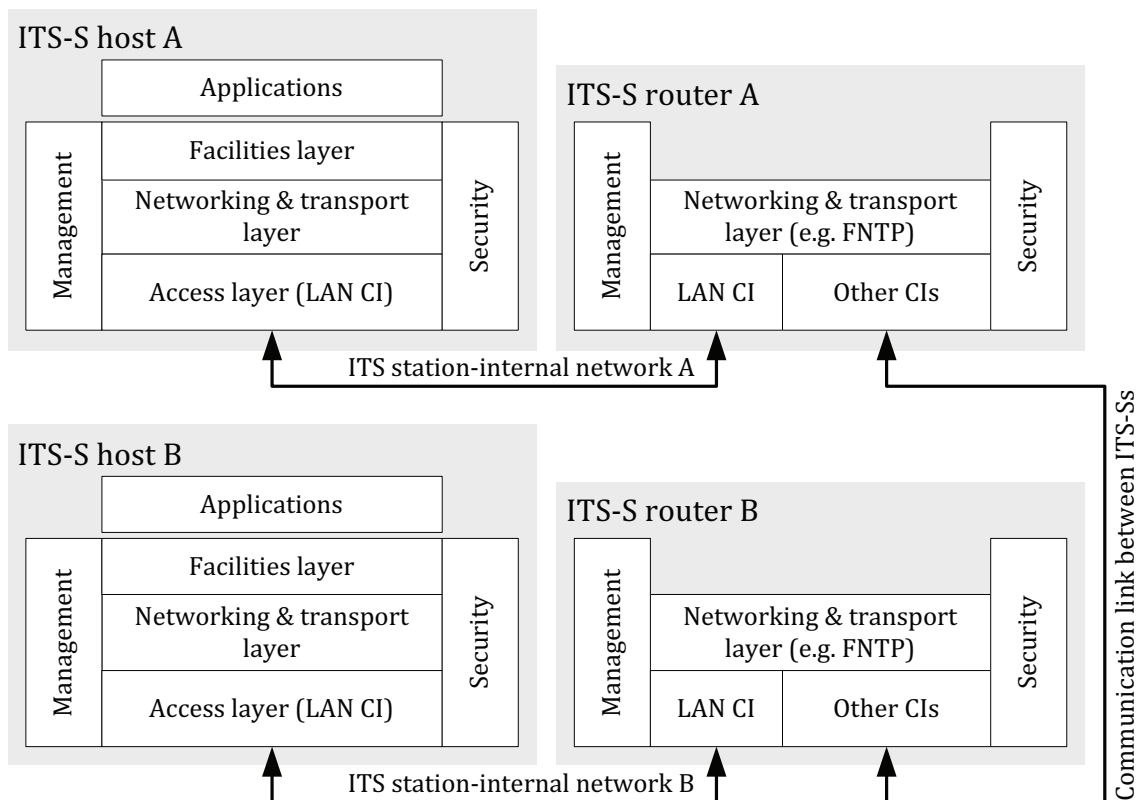 ITS-S host A
Applications
Management
Facilities layer
Networking & transport
layer
Access layer (LAN CI)
Security
ITS-S router A
Management
Networking & transport
layer (e.g. FNTP)
LAN CI
Other CIs
Security
ITS station-internal network A
ITS-S host B
Applications
Management
Facilities layer
Networking & transport
layer
Access layer (LAN CI)
Security
ITS-S router B
Management
Networking & transport
layer (e.g. FNTP)
LAN CI
Other CIs
Security
ITS station-internal network B
Communication link between ITS-Ss